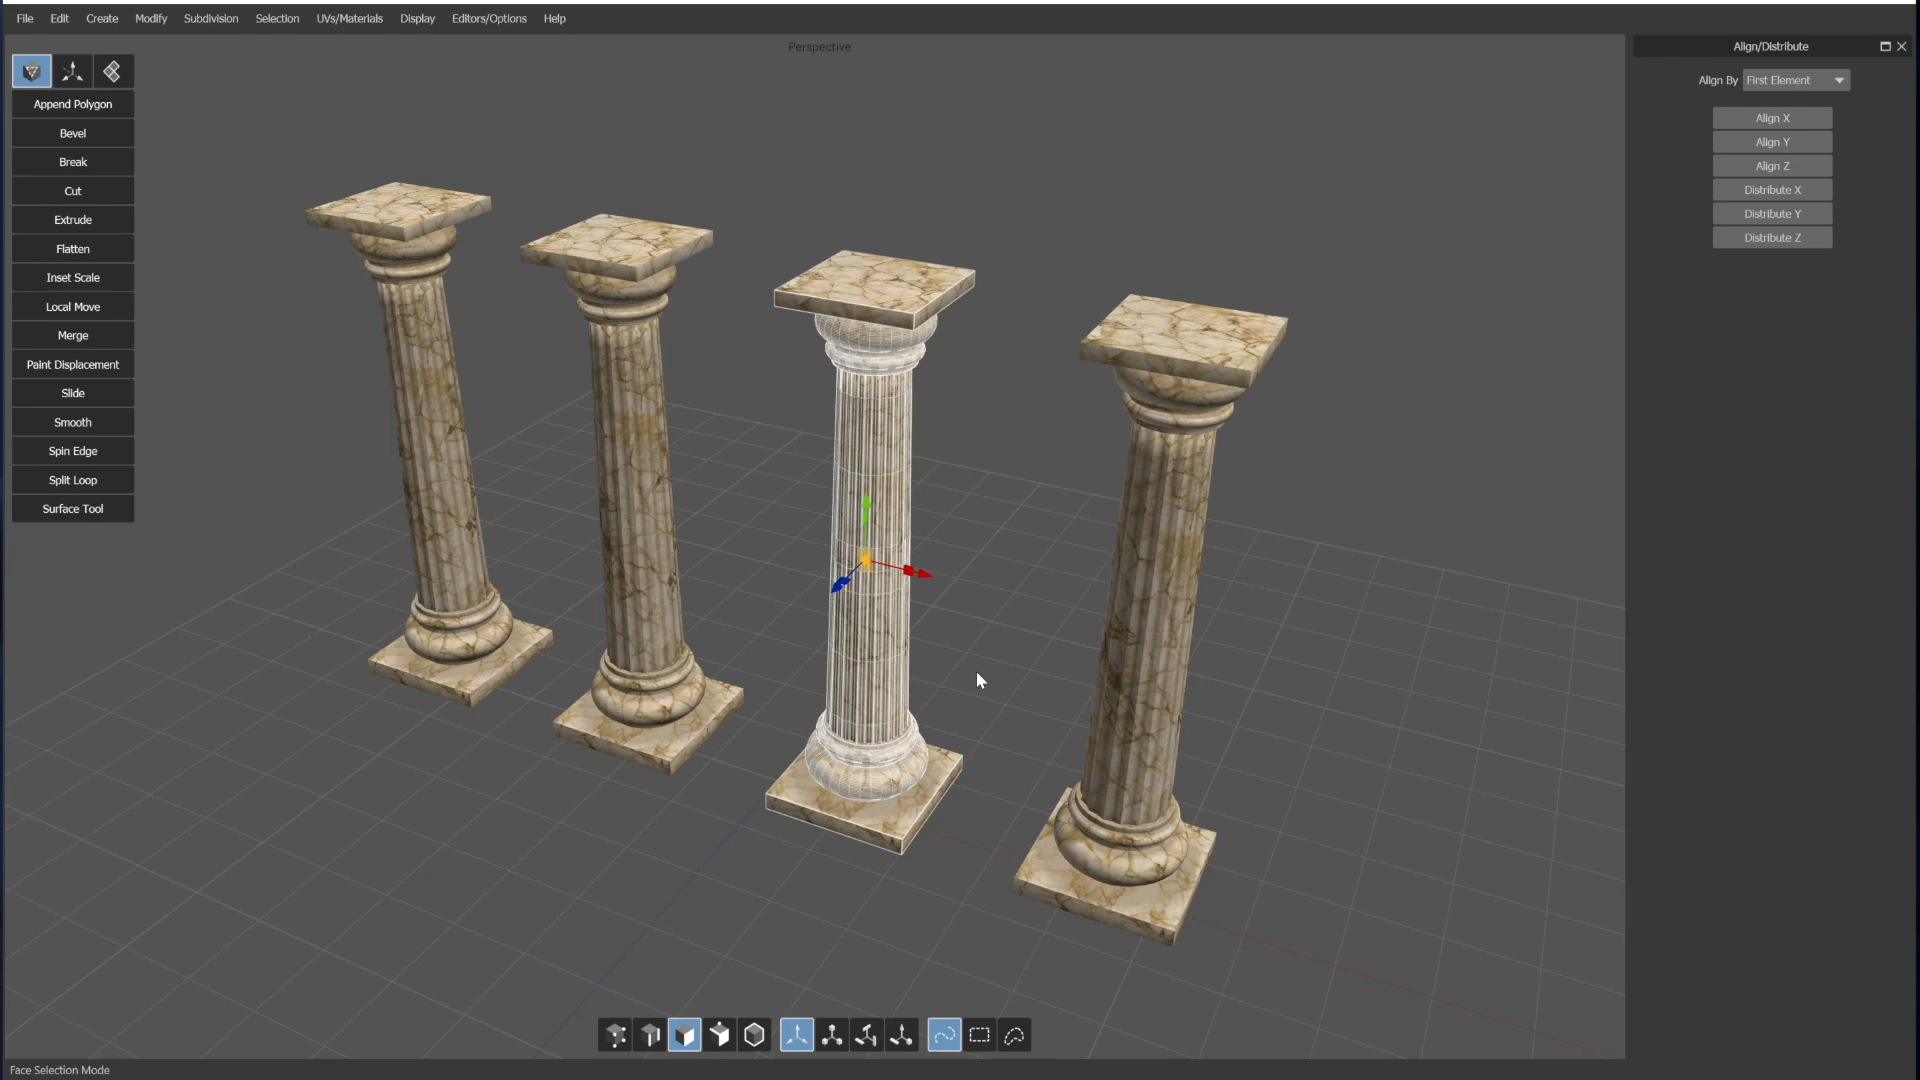 File Edit Create Modify Subdivision Selection UVs/Materials Display Editors/Options Help
Perspective
Align/Distribute
Align By First Element
Align X
Align Y
Align Z
Distribute X
Distribute Y
Distribute Z
Append Polygon
Bevel
Break
Cut
Extrude
Flatten
Inset Scale
Local Move
Merge
Paint Displacement
Slide
Smooth
Spin Edge
Split Loop
Surface Tool
Face Selection Mode